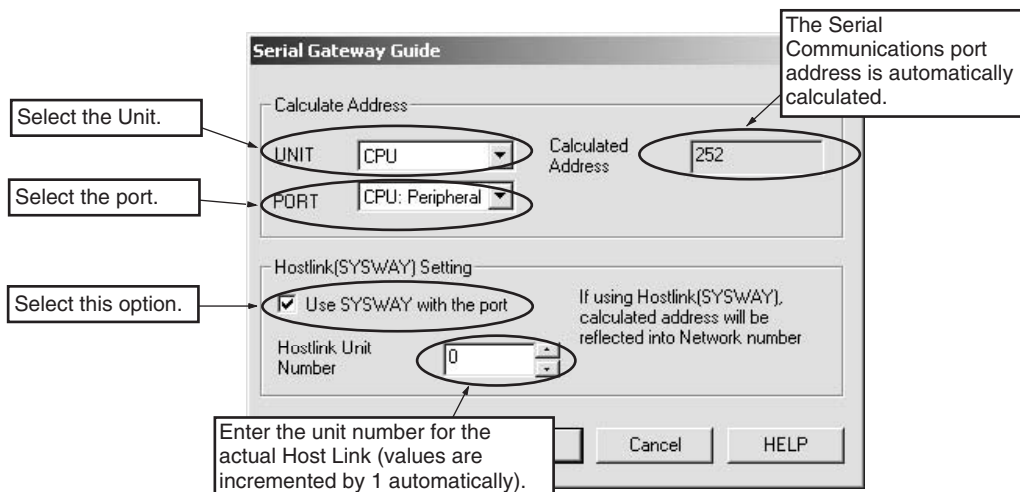 The Serial
Communications port
address is automatically
calculated.
Serial Gateway Guide
Calculate Address
Select the Unit.
UNIT
CPU
Calculated
Address
252
Select the port.
PORT
CPU: Peripheral
Hostlink(SYSWAY) Setting
Select this option.
Use SYSWAY with the port
If using Hostlink(SYSWAY),
calculated address will be
reflected into Network number
Hostlink Unit
Number
0
Enter the unit number for the
actual Host Link (values are
incremented by 1 automatically).
Cancel
HELP